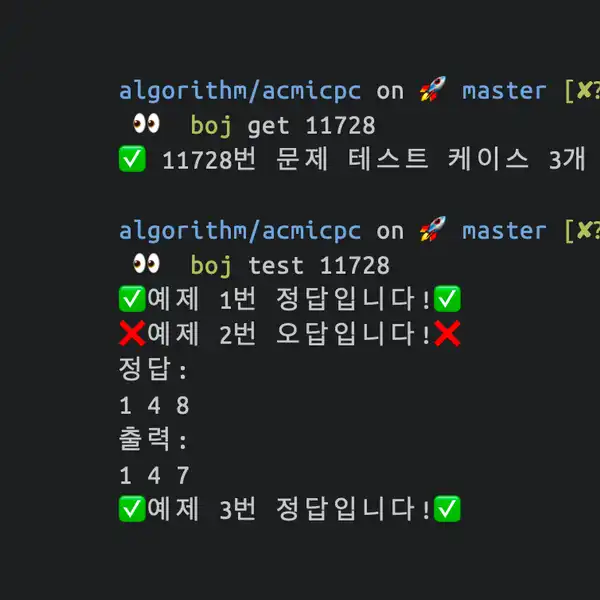 algorithm/acmicpc on 🚀 master [✘?
👀 boj get 11728
✅ 11728번 문제 테스트 케이스 3개
algorithm/acmicpc on 🚀 master [✘?
👀 boj test 11728
✅예제 1번 정답입니다!✅
❌예제 2번 오답입니다!❌
정답:
1 4 8
출력:
1 4 7
✅예제 3번 정답입니다!✅